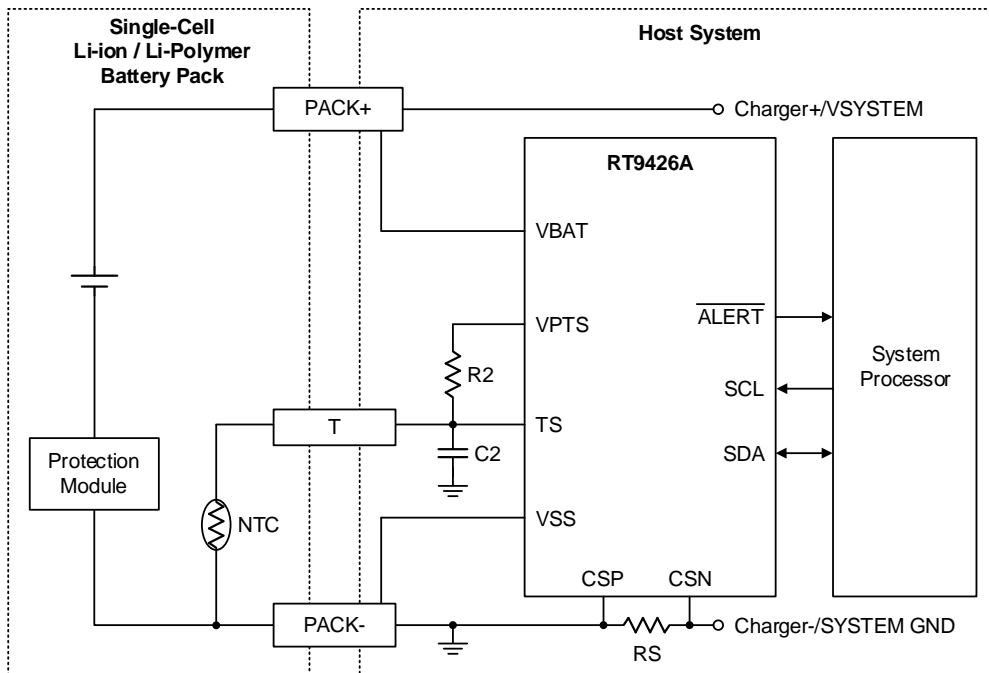 Single-Cell
Li-ion / Li-Polymer
Battery Pack
Host System
PACK+
Charger+/VSYSTEM
RT9426A
VBAT
VPTS
ALERT
R2
System
Processor
SCL
T
TS
C2
SDA
Protection
Module
NTC
VSS
CSP
CSN
PACK-
Charger-/SYSTEM GND
RS